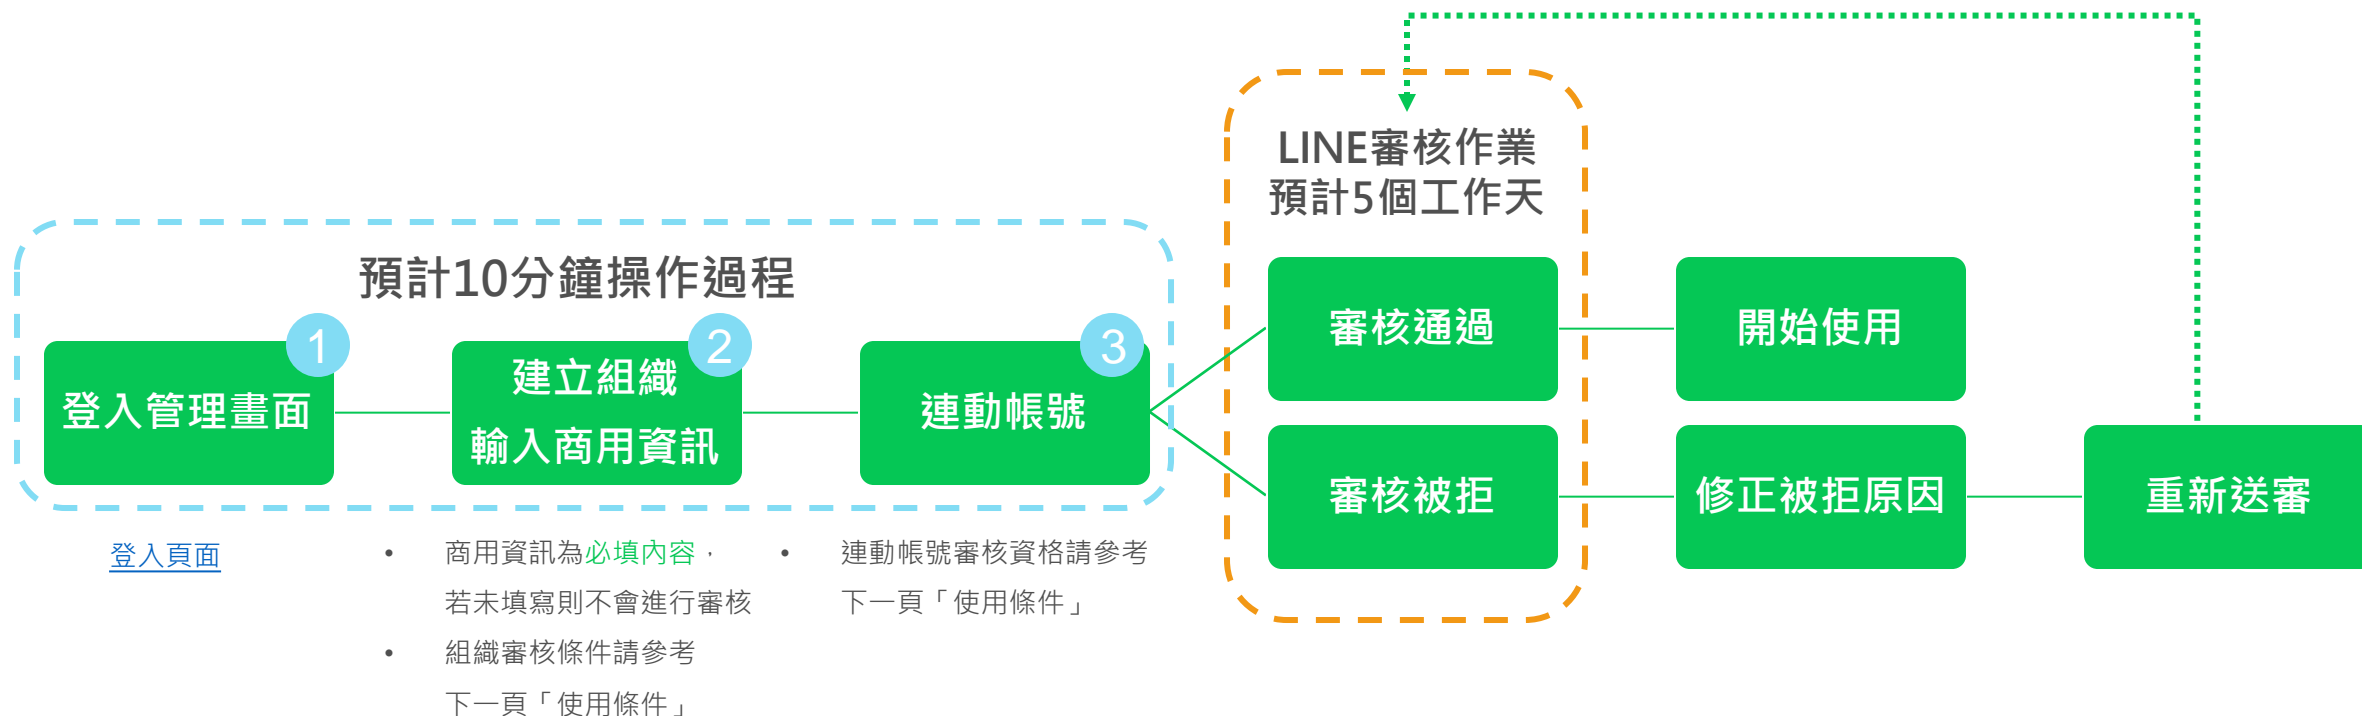 LINE審核作業
預計5個工作天
預計10分鐘操作過程
1
登入管理畫面
2
建立組織
輸入商用資訊
3
連動帳號
審核通過
開始使用
審核被拒
修正被拒原因
重新送審
登入頁面
• 商用資訊為必填內容，
若未填寫則不會進行審核
• 組織審核條件請參考
下一頁「使用條件」
• 連動帳號審核資格請參考
下一頁「使用條件」